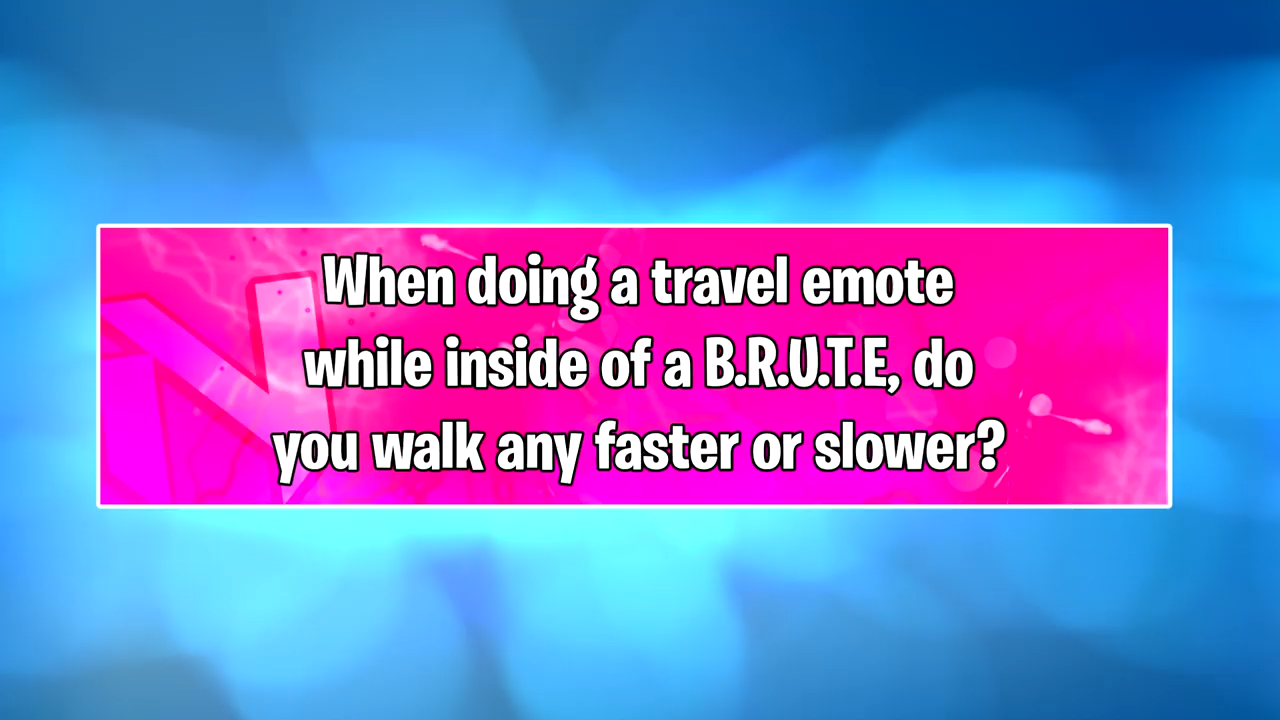 When doing a travel emote
while inside of a B.R.U.T.E, do
you walk any faster or slower?